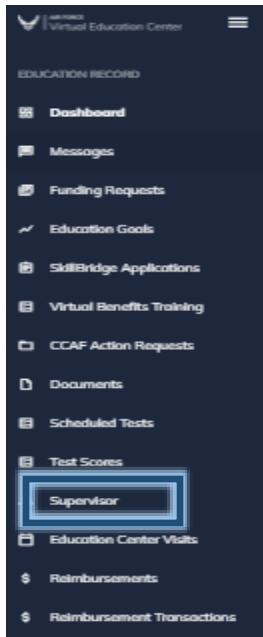 AIR FORCE
Virtual Education Center
EDUCATION RECORD
Dashboard
Messages
Funding Requests
Education Goals
SkillBridge Applications
Virtual Benefits Training
CCAF Action Requests
Documents
Scheduled Tests
Test Scores
Supervisor
Education Center Visits
Reimbursements
Reimbursement Transactions